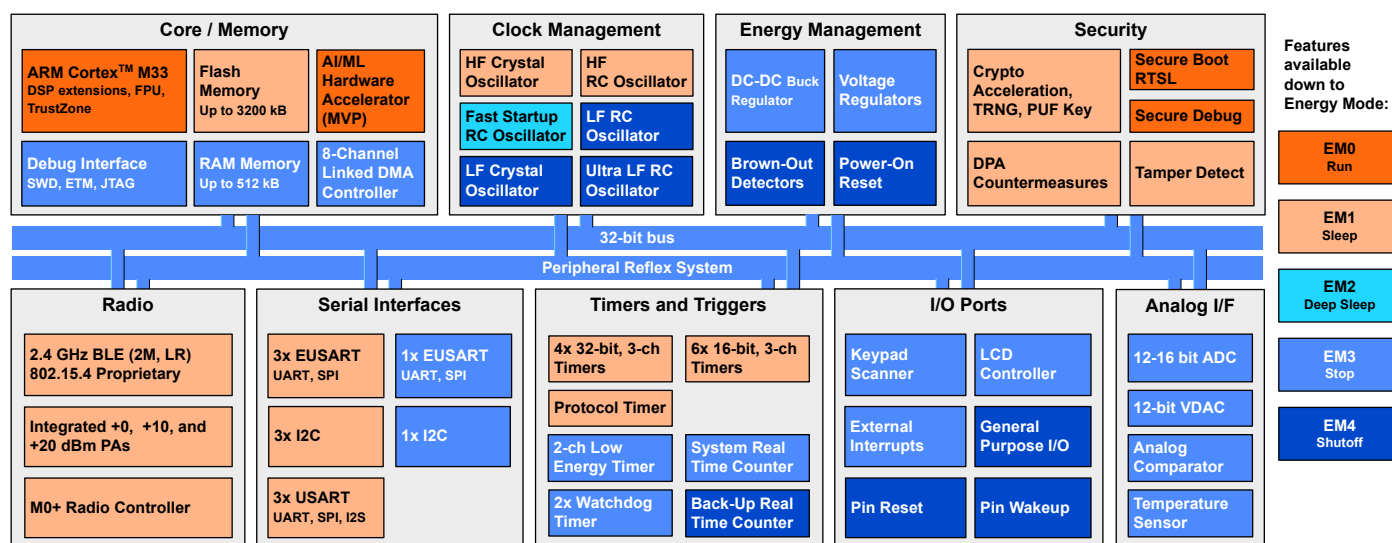 Core / Memory
ARM Cortex™ M33
DSP extensions, FPU,
TrustZone
Flash
Memory
Up to 3200 kB
AI/ML
Hardware
Accelerator
(MVP)
Debug Interface
SWD, ETM, JTAG
RAM Memory
Up to 512 kB
8-Channel
Linked DMA
Controller
Clock Management
HF Crystal
Oscillator
HF
RC Oscillator
Fast Startup
RC Oscillator
LF RC
Oscillator
LF Crystal
Oscillator
Ultra LF RC
Oscillator
Energy Management
DC-DC Buck
Regulator
Voltage
Regulators
Brown-Out
Detectors
Power-On
Reset
Security
Crypto
Acceleration,
TRNG, PUF Key
Secure Boot
RTSL
Secure Debug
DPA
Countermeasures
Tamper Detect
Features
available
down to
Energy Mode:
EM0
Run
EM1
Sleep
EM2
Deep Sleep
EM3
Stop
EM4
Shutoff
32-bit bus
Peripheral Reflex System
Radio
2.4 GHz BLE (2M, LR)
802.15.4 Proprietary
Integrated +0, +10, and
+20 dBm PAs
M0+ Radio Controller
Serial Interfaces
3x EUSART
UART, SPI
1x EUSART
UART, SPI
3x I2C
1x I2C
3x USART
UART, SPI, I2S
Timers and Triggers
4x 32-bit, 3-ch
Timers
6x 16-bit, 3-ch
Timers
Protocol Timer
2-ch Low
Energy Timer
System Real
Time Counter
2x Watchdog
Timer
Back-Up Real
Time Counter
I/O Ports
Keypad
Scanner
LCD
Controller
External
Interrupts
General
Purpose I/O
Pin Reset
Pin Wakeup
Analog I/F
12-16 bit ADC
12-bit VDAC
Analog
Comparator
Temperature
Sensor